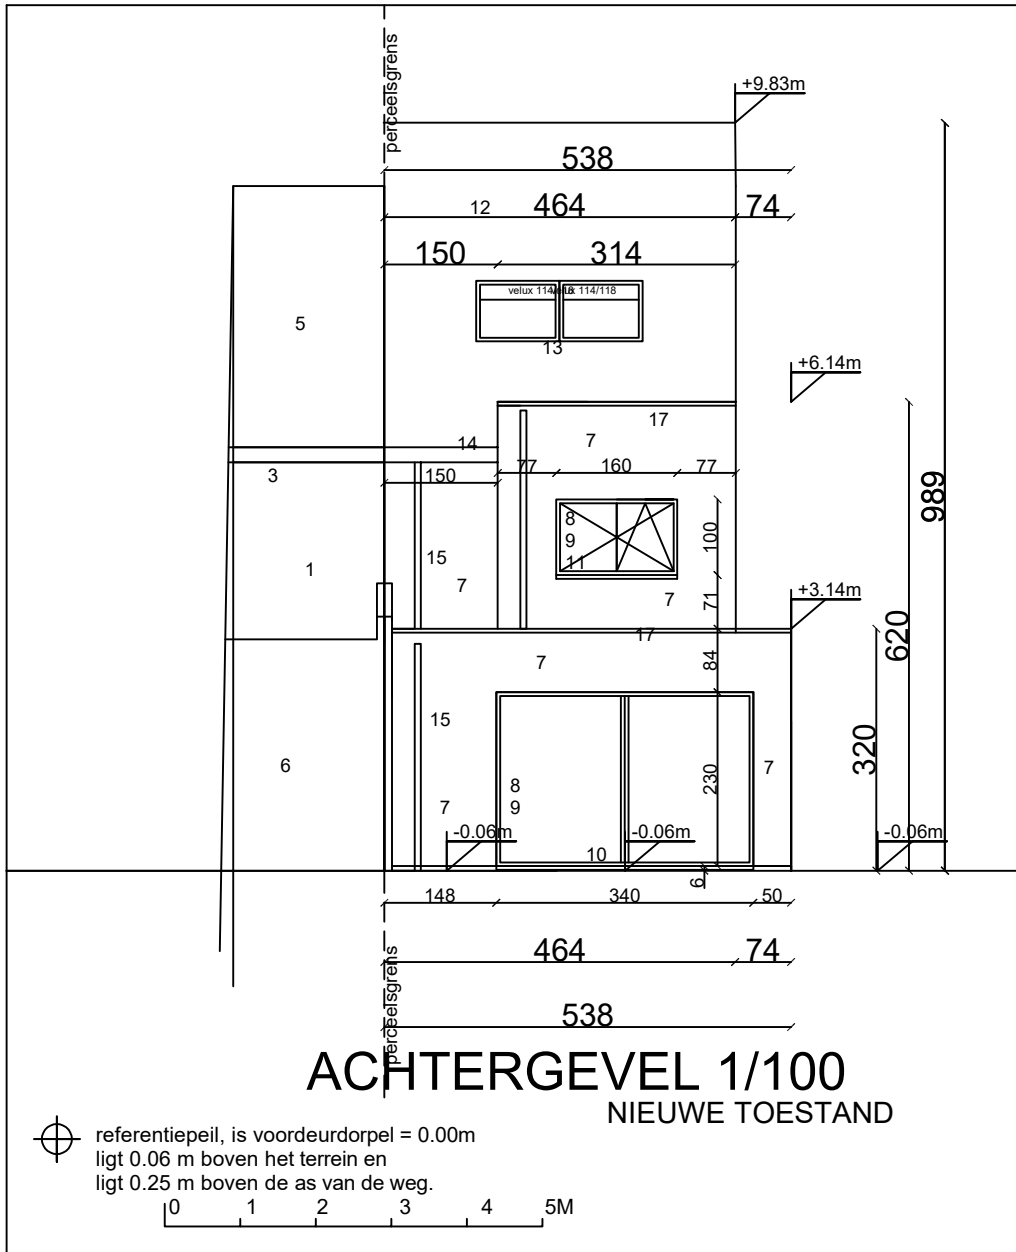 perceelsgrens
+9.83m
538
12 464 74
150 314
velux 114/118
velux 114/118
5
13
+6.14m
17
7
14
3
150
77 160 77
989
8
9
11
100
15
1
7
7
71
+3.14m
620
17
7
84
15
320
6
7
230
8
9
7
-0.06m
-0.06m
-0.06m
10
6
148 340 50
perceelsgrens
464 74
538
ACHTERGEVEL 1/100
NIEUWE TOESTAND
referentiepeil, is voordeurdorpel = 0.00m
ligt 0.06 m boven het terrein en
ligt 0.25 m boven de as van de weg.
0 1 2 3 4 5M